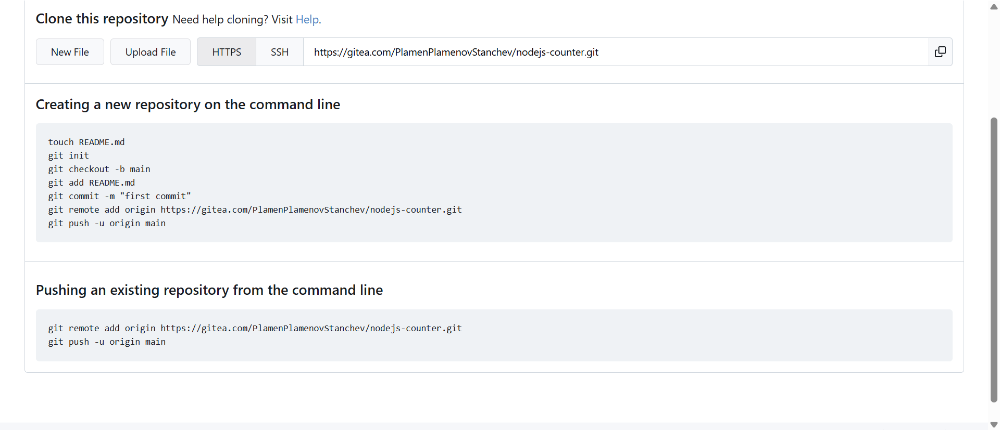 Clone this repository Need help cloning? Visit Help.
New File Upload File HTTPS SSH https://gitea.com/PlamenPlamenovStanchev/nodejs-counter.git
Creating a new repository on the command line
touch README.md
git init
git checkout -b main
git add README.md
git commit -m "first commit"
git remote add origin https://gitea.com/PlamenPlamenovStanchev/nodejs-counter.git
git push -u origin main
Pushing an existing repository from the command line
git remote add origin https://gitea.com/PlamenPlamenovStanchev/nodejs-counter.git
git push -u origin main